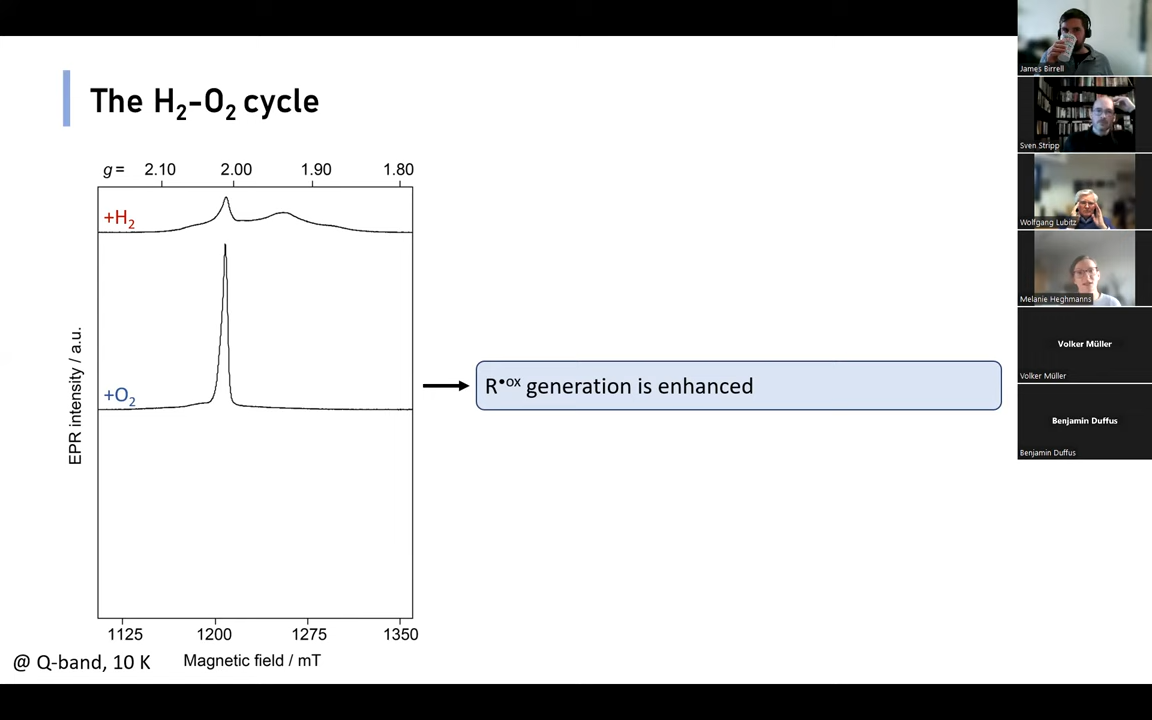 The H₂-O₂ cycle
g = 2.10 2.00 1.90 1.80
+H₂
+O₂
EPR intensity / a.u.
R•ox generation is enhanced
1125 1200 1275 1350
@ Q-band, 10 K
Magnetic field / mT
James Birrell
Sven Stripp
Wolfgang Lubitz
Melanie Heghmanns
Volker Müller
Volker Müller
Benjamin Duffus
Benjamin Duffus